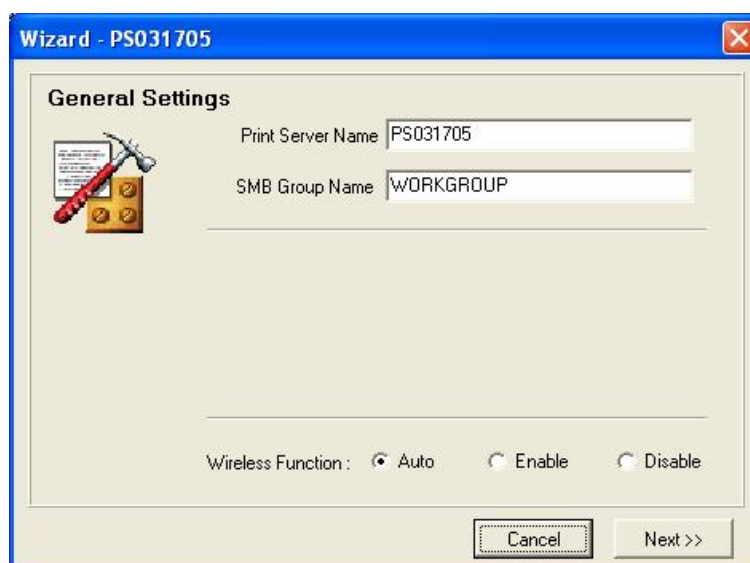 Wizard - PS031705
General Settings
Print Server Name PS031705
SMB Group Name WORKGROUP
Wireless Function : Auto Enable Disable
Cancel Next >>